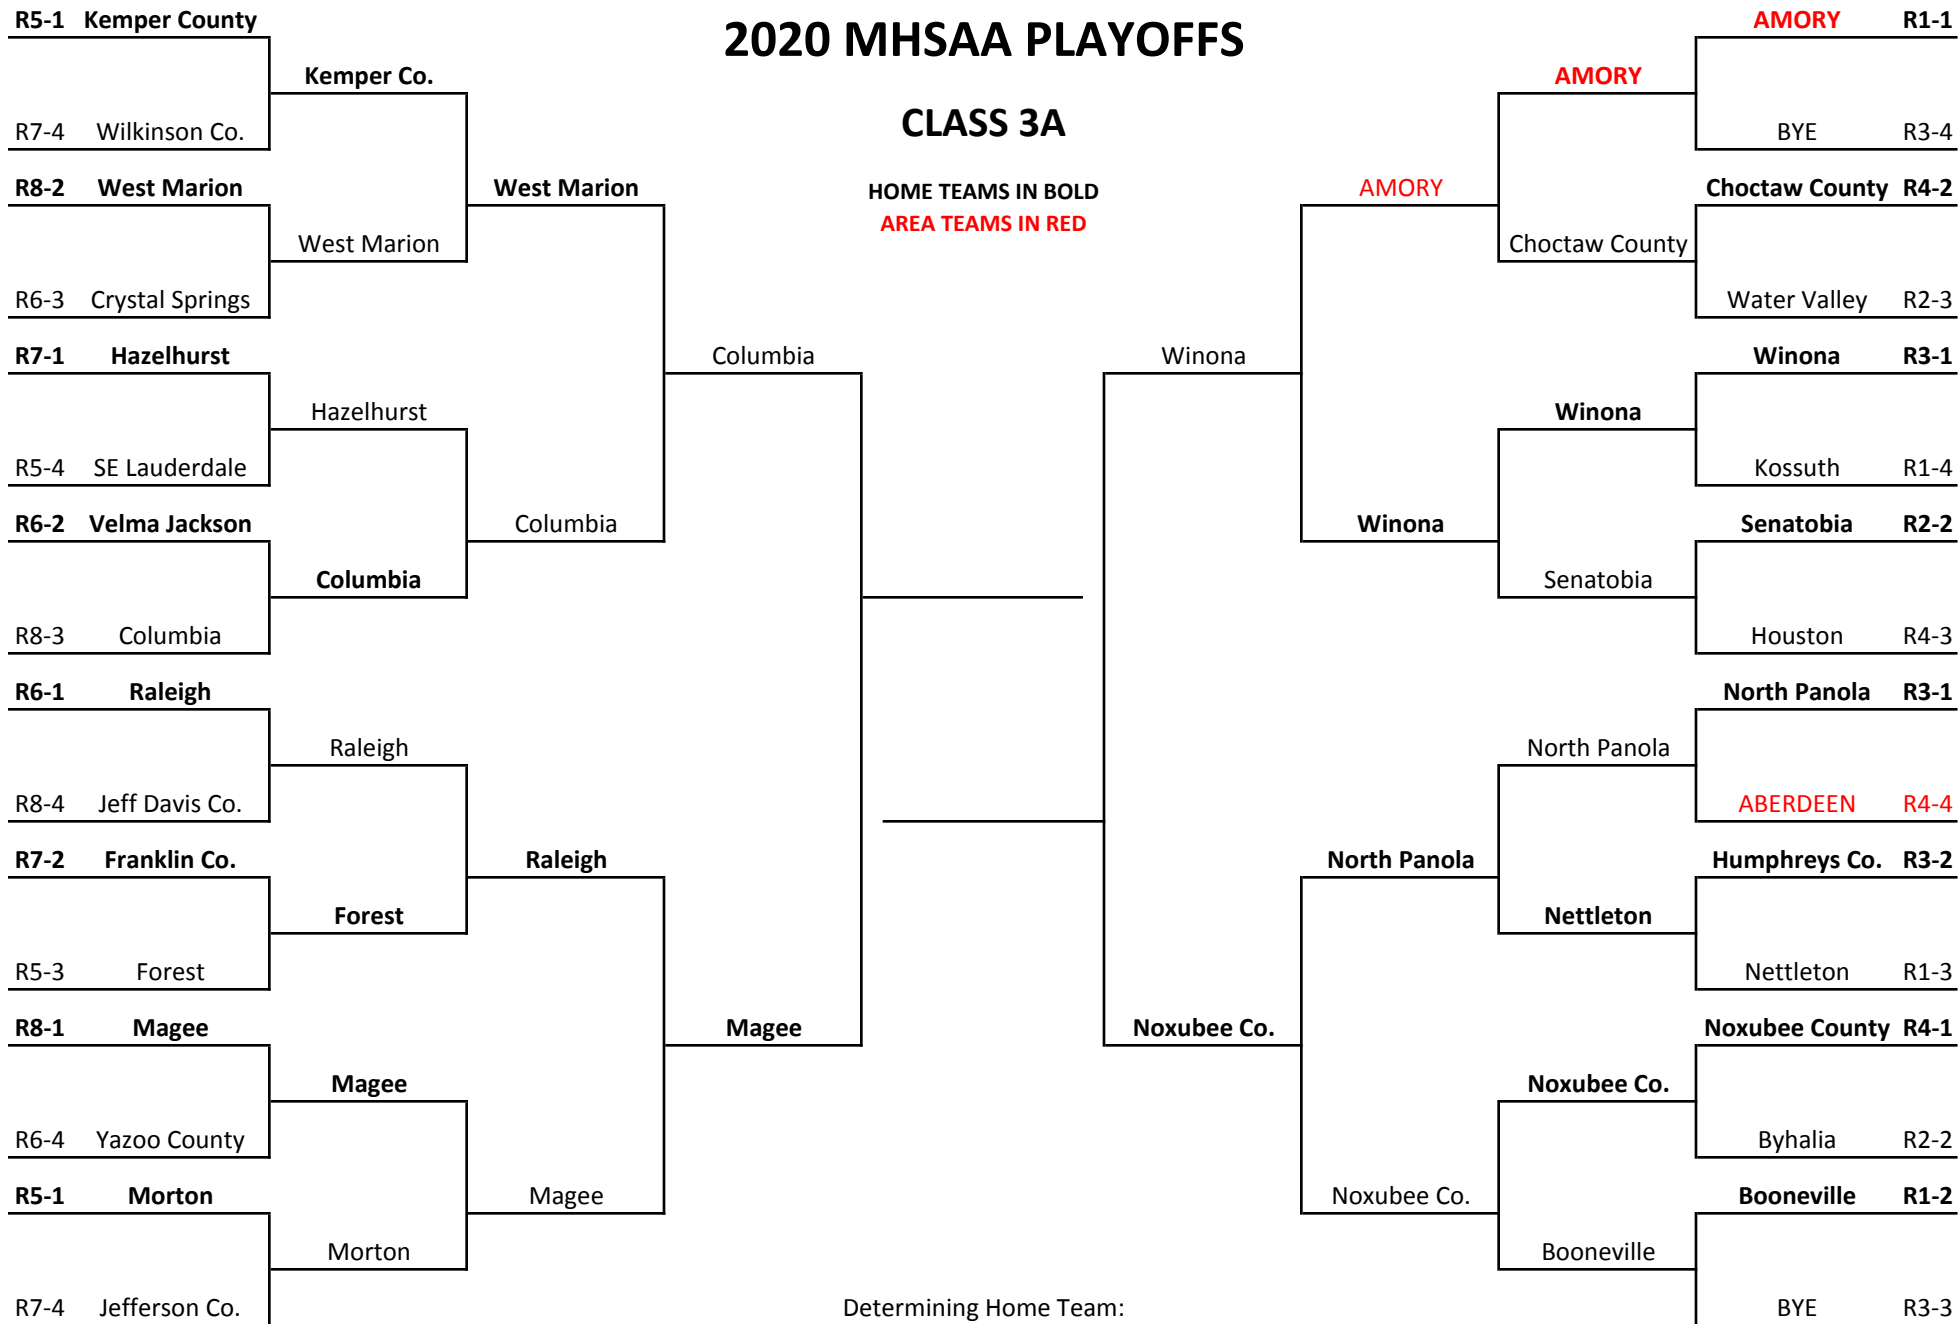 2020 MHSAA PLAYOFFS
CLASS 3A
HOME TEAMS IN BOLD
AREA TEAMS IN RED
R5-1 Kemper County
Kemper Co.
R7-4 Wilkinson Co.
R8-2 West Marion
West Marion
West Marion
R6-3 Crystal Springs
R7-1 Hazelhurst
Columbia
Hazelhurst
R5-4 SE Lauderdale
R6-2 Velma Jackson
Columbia
Columbia
R8-3 Columbia
R6-1 Raleigh
Raleigh
R8-4 Jeff Davis Co.
R7-2 Franklin Co.
Raleigh
Forest
R5-3 Forest
R8-1 Magee
Magee
Magee
R6-4 Yazoo County
R5-1 Morton
Magee
Morton
R7-4 Jefferson Co.
AMORY R1-1
AMORY
BYE R3-4
AMORY
Choctaw County R4-2
Choctaw County
Water Valley R2-3
Winona
Winona R3-1
Winona
Kossuth R1-4
Winona
Senatobia R2-2
Senatobia
Houston R4-3
North Panola R3-1
North Panola
ABERDEEN R4-4
North Panola
Humphreys Co. R3-2
Nettleton
Nettleton R1-3
Noxubee Co.
Noxubee County R4-1
Noxubee Co.
Byhalia R2-2
Noxubee Co.
Booneville R1-2
Booneville
BYE R3-3
Determining Home Team: